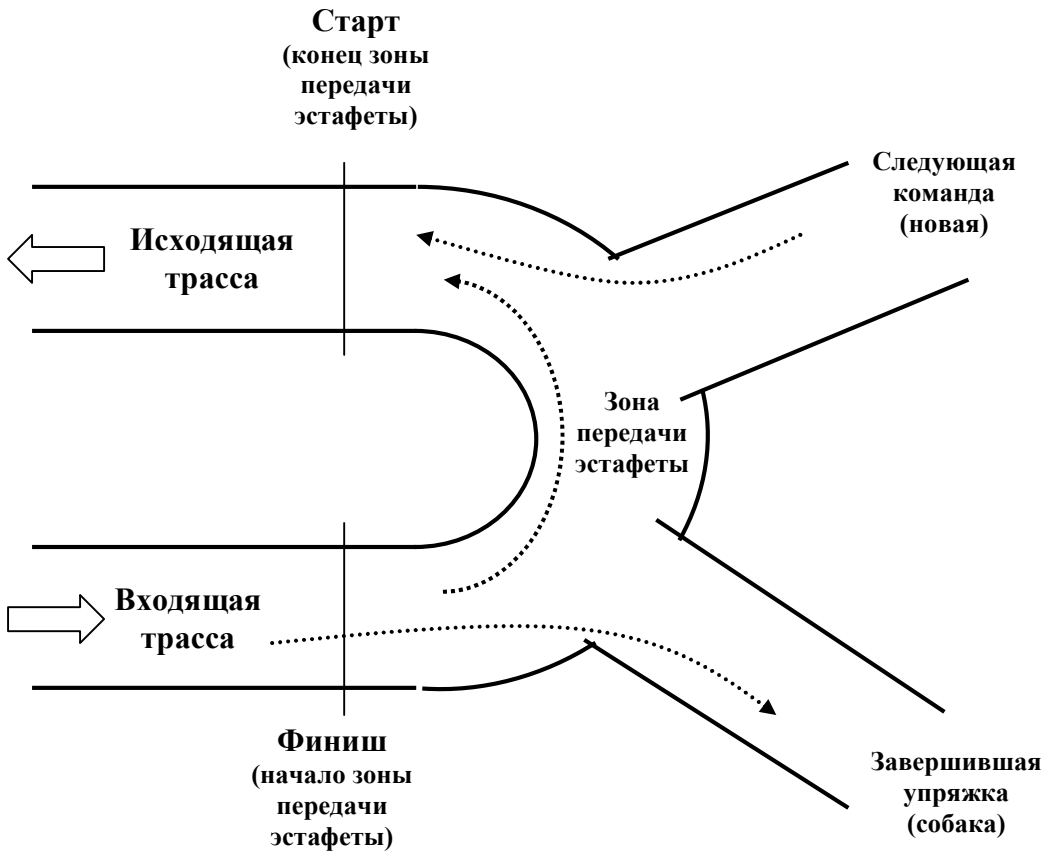 Старт
(конец зоны
передачи
эстафеты)
Следующая
команда
(новая)
Исходящая
трасса
Зона
передачи
эстафеты
Входящая
трасса
Финиш
(начало зоны
передачи
эстафеты)
Завершившая
упряжка
(собака)